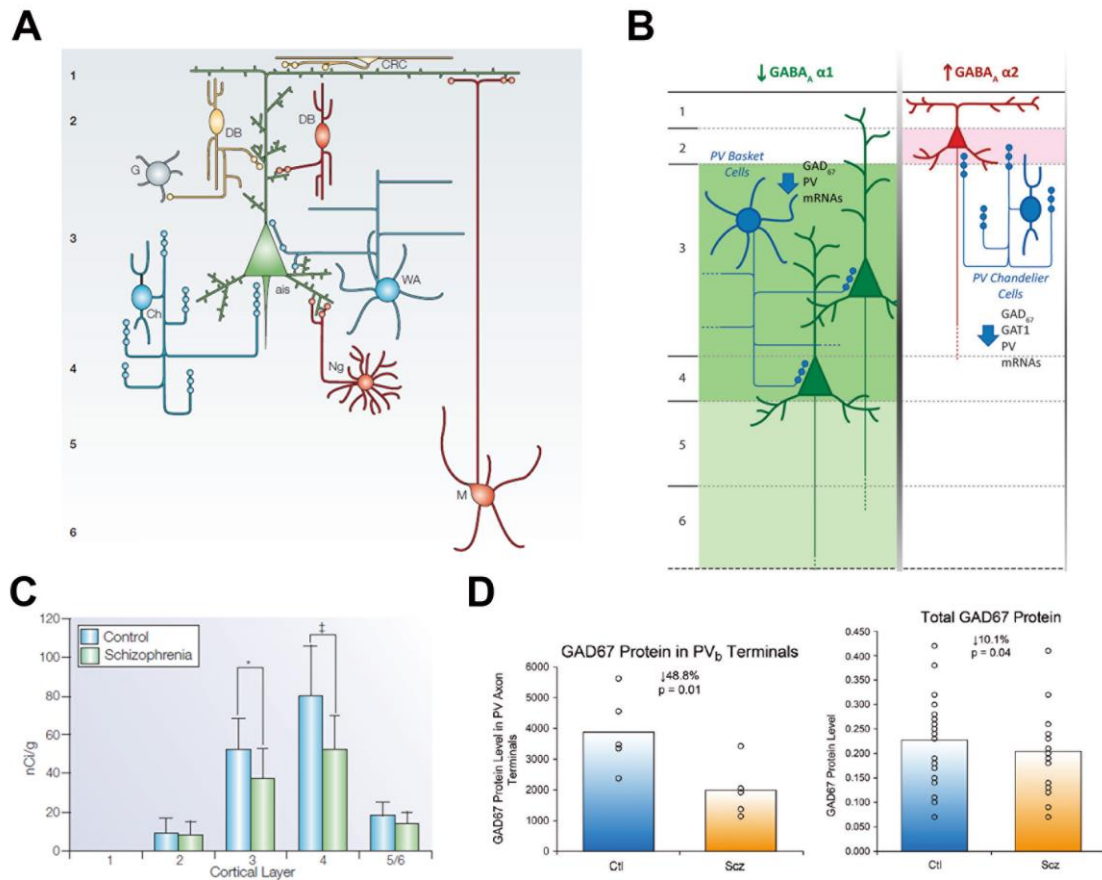 A
1
2
3
4
5
6
CRC
DB
DB
G
WA
ais
Ch
Ng
M
B
↓ GABAA α1
↑ GABAA α2
1
2
3
4
5
6
PV Basket
Cells
GAD67
PV
mRNAs
PV Chandelier
Cells
GAD67
GAT1
PV
mRNAs
C
120
100
80
60
40
20
0
nCi/g
Control
Schizophrenia
*
‡
1
2
3
4
5/6
Cortical Layer
D
GAD67 Protein in PVb Terminals
↓48.8%
p = 0.01
GAD67 Protein Level in PV Axon
Terminals
6000
5000
4000
3000
2000
1000
0
Ctl
Scz
Total GAD67 Protein
↓10.1%
p = 0.04
GAD67 Protein Level
0.450
0.400
0.350
0.300
0.250
0.200
0.150
0.100
0.050
0.000
Ctl
Scz